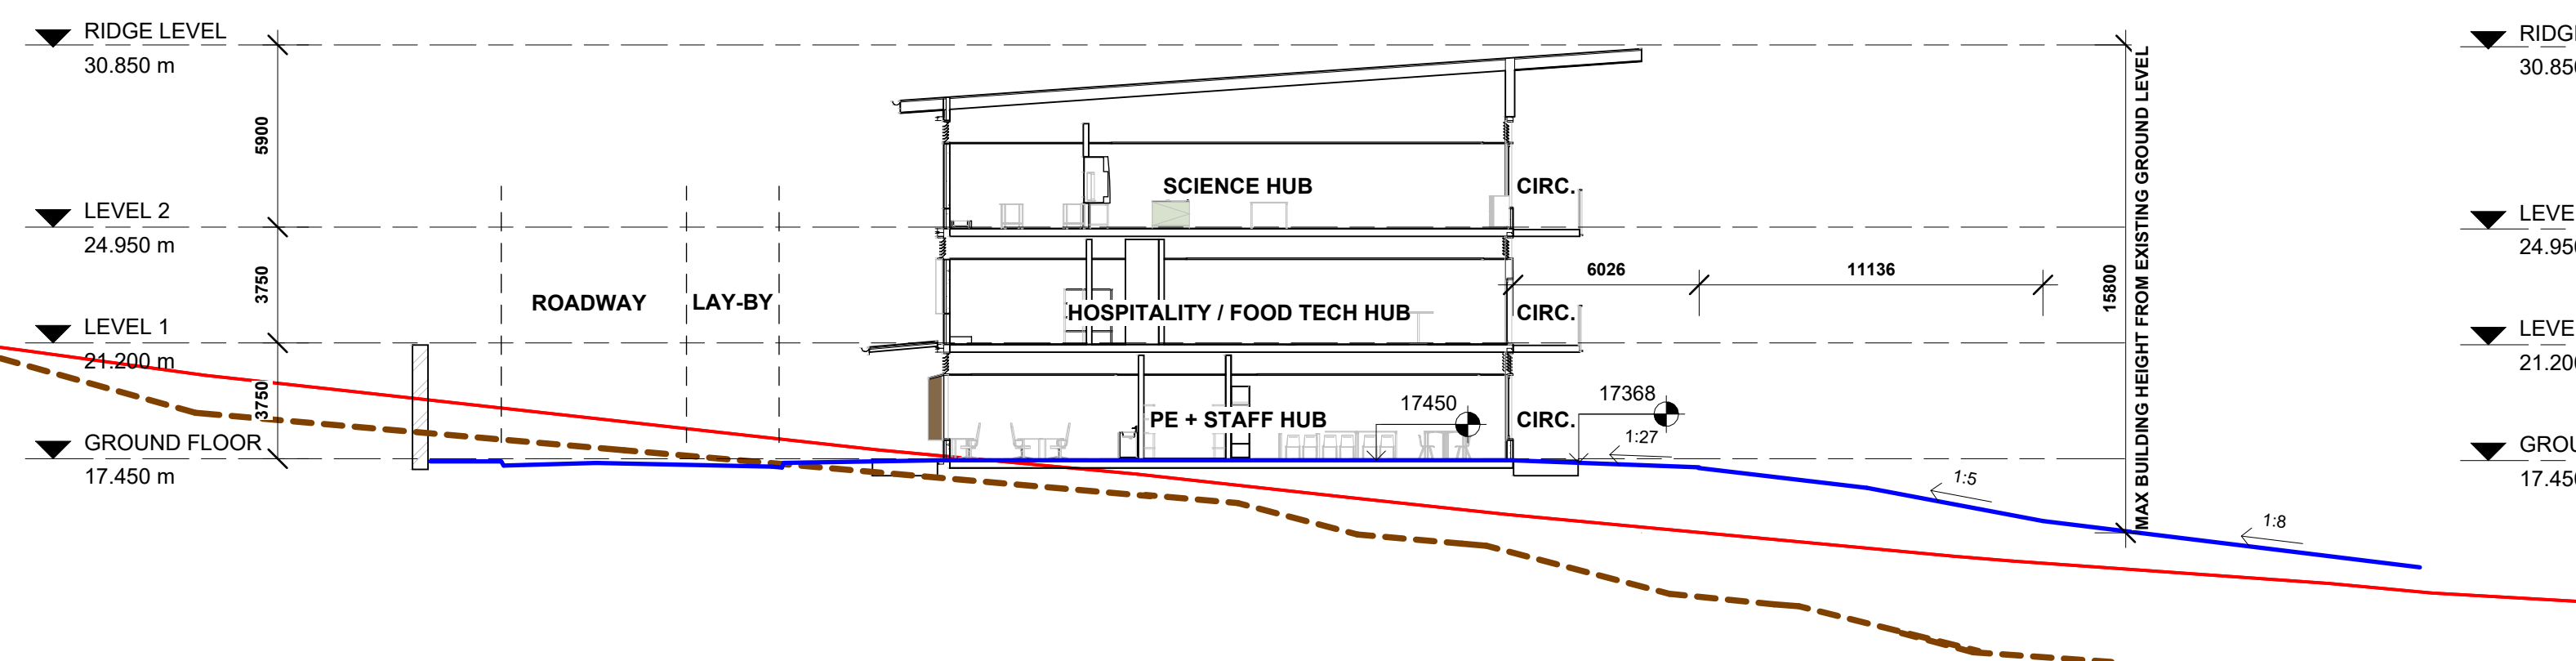 RIDGE LEVEL
30.850 m
5900
LEVEL 2
24.950 m
3750
LEVEL 1
21.200 m
3750
GROUND FLOOR
17.450 m
ROADWAY
LAY-BY
SCIENCE HUB
CIRC.
HOSPITALITY / FOOD TECH HUB
CIRC.
PE + STAFF HUB
CIRC.
17450
17368
1:27
6026
11136
1:5
1:8
15800
MAX BUILDING HEIGHT FROM EXISTING GROUND LEVEL